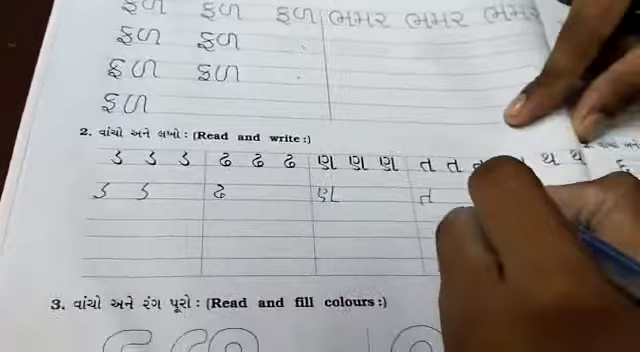 ફળ ફળ ફળ ભમર ભમર ભમર
ફળ ફળ
ફળ ફળ
ફળ
2. વાંચો અને લખો : (Read and write :)
ડ ડ ડ ઢ ઢ ઢ ણ ણ ણ ત ત થ થ
ડ ડ ઢ ણ ત
3. વાંચો અને રંગ પૂરો : (Read and fill colours :)